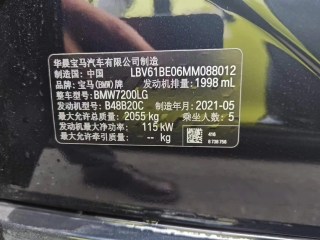 华晨宝马汽车有限公司制造
制造国：中国 LBV61BE06MM088012
品牌：宝马(BMW)牌 发动机排量：1998 mL
整车型号：BMW7200LG
发动机型号：B48B20C 制造年月：2021-05
最大允许总质量：2055 kg 乘坐人数：5
发动机最大净功率：115 kW
最大允许牵引质量：-- kg